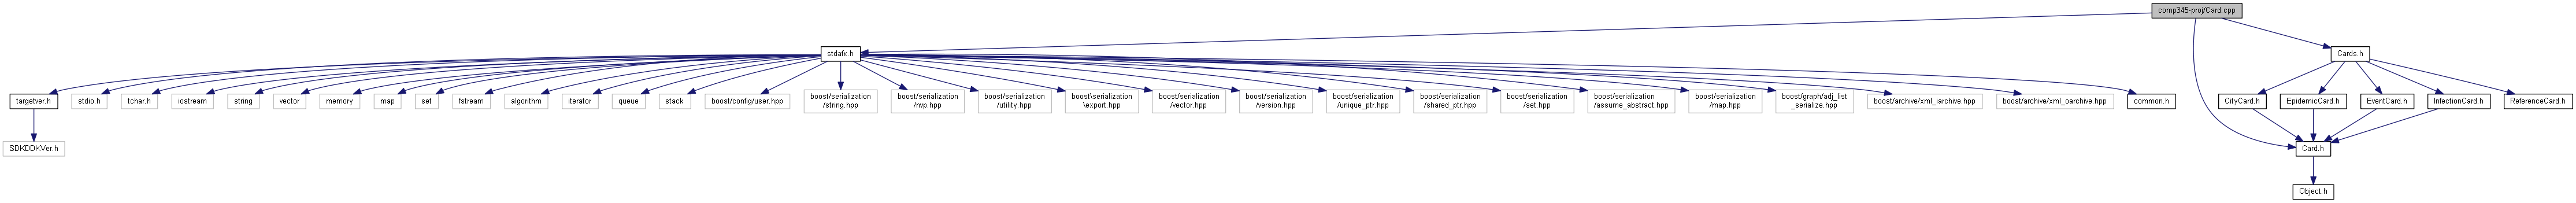 comp345-proj/Card.cpp
stdafx.h
Cards.h
targetver.h
stdio.h
tchar.h
iostream
string
vector
memory
map
set
fstream
algorithm
iterator
queue
stack
boost/config/user.hpp
boost/serialization
/string.hpp
boost/serialization
/nvp.hpp
boost/serialization
/utility.hpp
boost\serialization
\export.hpp
boost/serialization
/vector.hpp
boost/serialization
/version.hpp
boost/serialization
/unique_ptr.hpp
boost/serialization
/shared_ptr.hpp
boost/serialization
/set.hpp
boost/serialization
/assume_abstract.hpp
boost/serialization
/map.hpp
boost/graph/adj_list
_serialize.hpp
boost/archive/xml_iarchive.hpp
boost/archive/xml_oarchive.hpp
common.h
CityCard.h
EpidemicCard.h
EventCard.h
InfectionCard.h
ReferenceCard.h
SDKDDKVer.h
Card.h
Object.h